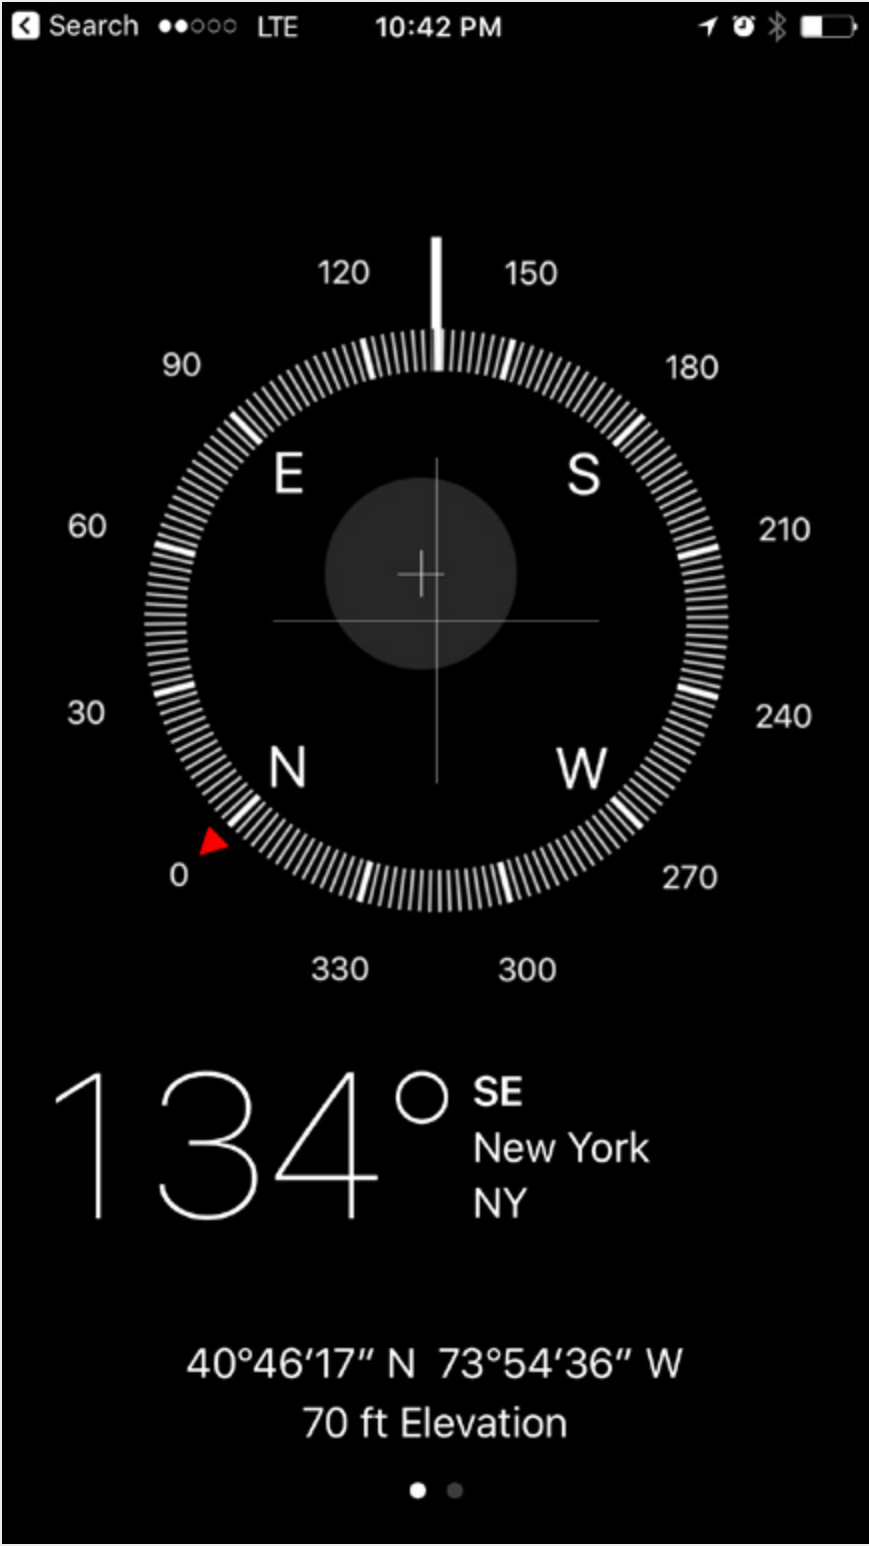 Search LTE 10:42 PM
120 150
90 180
E S
60 210
30 240
N W
0 270
330 300
134° SE
New York
NY
40°46′17″ N 73°54′36″ W
70 ft Elevation